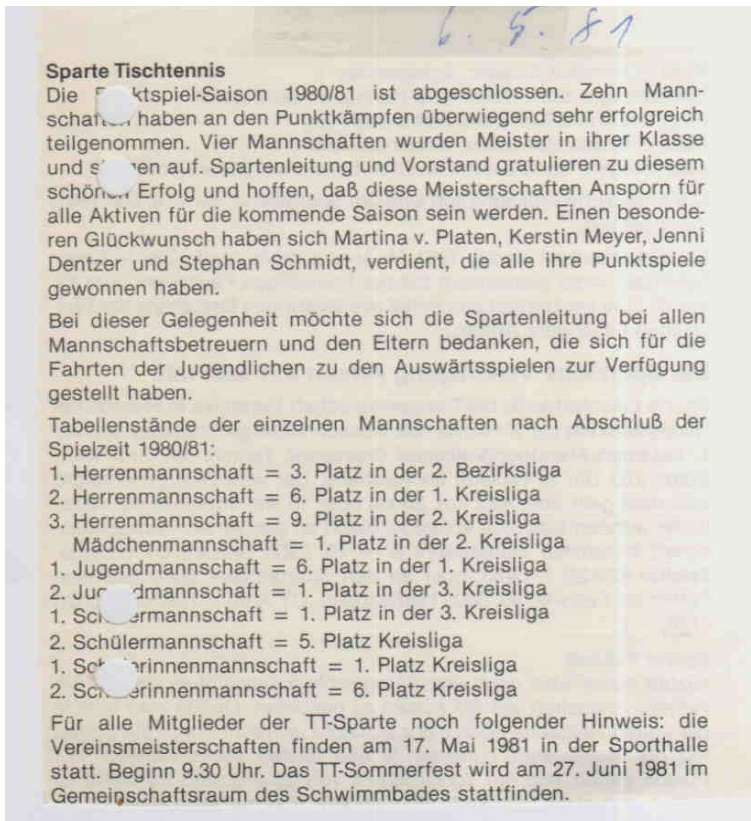 6. 5. 81
Sparte Tischtennis
Die ktspiel-Saison 1980/81 ist abgeschlossen. Zehn Mann-
schaften haben an den Punktkämpfen überwiegend sehr erfolgreich
teilgenommen. Vier Mannschaften wurden Meister in ihrer Klasse
und stiegen auf. Spartenleitung und Vorstand gratulieren zu diesem
schönen Erfolg und hoffen, daß diese Meisterschaften Ansporn für
alle Aktiven für die kommende Saison sein werden. Einen besonde-
ren Glückwunsch haben sich Martina v. Platen, Kerstin Meyer, Jenni
Dentzer und Stephan Schmidt, verdient, die alle ihre Punktspiele
gewonnen haben.
Bei dieser Gelegenheit möchte sich die Spartenleitung bei allen
Mannschaftsbetreuern und den Eltern bedanken, die sich für die
Fahrten der Jugendlichen zu den Auswärtsspielen zur Verfügung
gestellt haben.
Tabellenstände der einzelnen Mannschaften nach Abschluß der
Spielzeit 1980/81:
1. Herrenmannschaft = 3. Platz in der 2. Bezirksliga
2. Herrenmannschaft = 6. Platz in der 1. Kreisliga
3. Herrenmannschaft = 9. Platz in der 2. Kreisliga
Mädchenmannschaft = 1. Platz in der 2. Kreisliga
1. Jugendmannschaft = 6. Platz in der 1. Kreisliga
2. Jugendmannschaft = 1. Platz in der 3. Kreisliga
1. Schülermannschaft = 1. Platz in der 3. Kreisliga
2. Schülermannschaft = 5. Platz Kreisliga
1. Schülerinnenmannschaft = 1. Platz Kreisliga
2. Schülerinnenmannschaft = 6. Platz Kreisliga
Für alle Mitglieder der TT-Sparte noch folgender Hinweis: die
Vereinsmeisterschaften finden am 17. Mai 1981 in der Sporthalle
statt. Beginn 9.30 Uhr. Das TT-Sommerfest wird am 27. Juni 1981 im
Gemeinschaftsraum des Schwimmbades stattfinden.